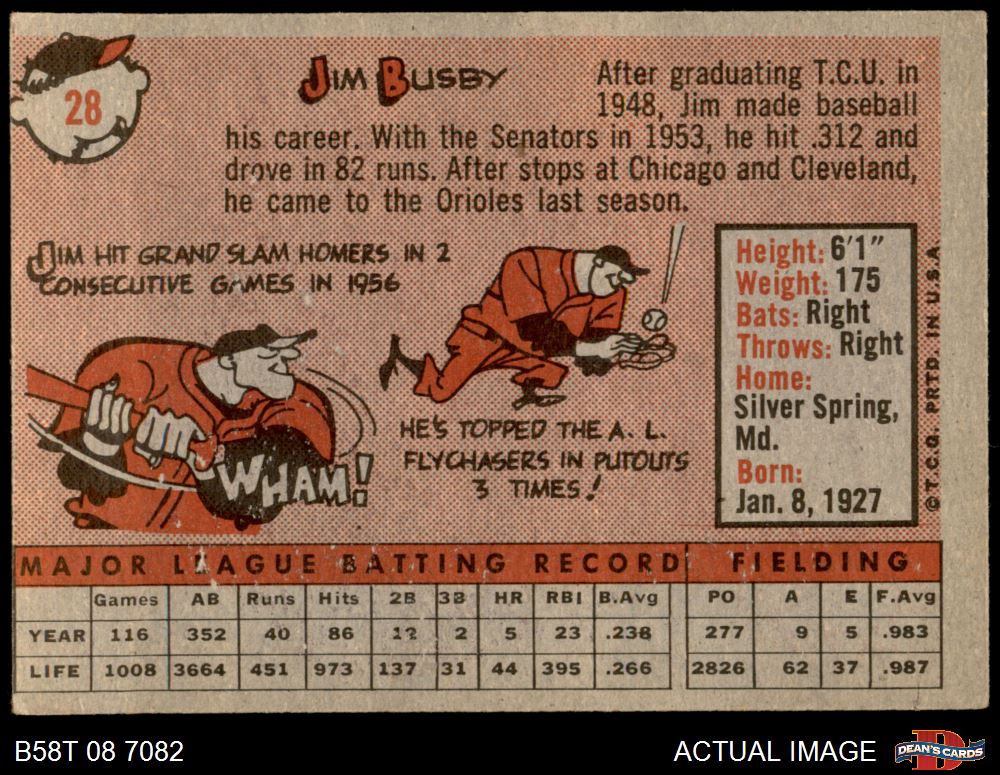 28
JIM BUSBY
After graduating T.C.U. in
1948, Jim made baseball
his career. With the Senators in 1953, he hit .312 and
drove in 82 runs. After stops at Chicago and Cleveland,
he came to the Orioles last season.
JIM HIT GRAND SLAM HOMERS IN 2
CONSECUTIVE GAMES IN 1956
WHAM!
HE'S TOPPED THE A. L.
FLYCHASERS IN PUTOUTS
3 TIMES!
Height: 6'1"
Weight: 175
Bats: Right
Throws: Right
Home:
Silver Spring,
Md.
Born:
Jan. 8, 1927
©T.C.G. PRTD. IN U.S.A.
MAJOR LEAGUE BATTING RECORD FIELDING
Games AB Runs Hits 2B 3B HR RBI B.Avg PO A E F.Avg
YEAR 116 352 40 86 12 2 5 23 .238 277 9 5 .983
LIFE 1008 3664 451 973 137 31 44 395 .266 2826 62 37 .987
B58T 08 7082 ACTUAL IMAGE DEAN'S CARDS